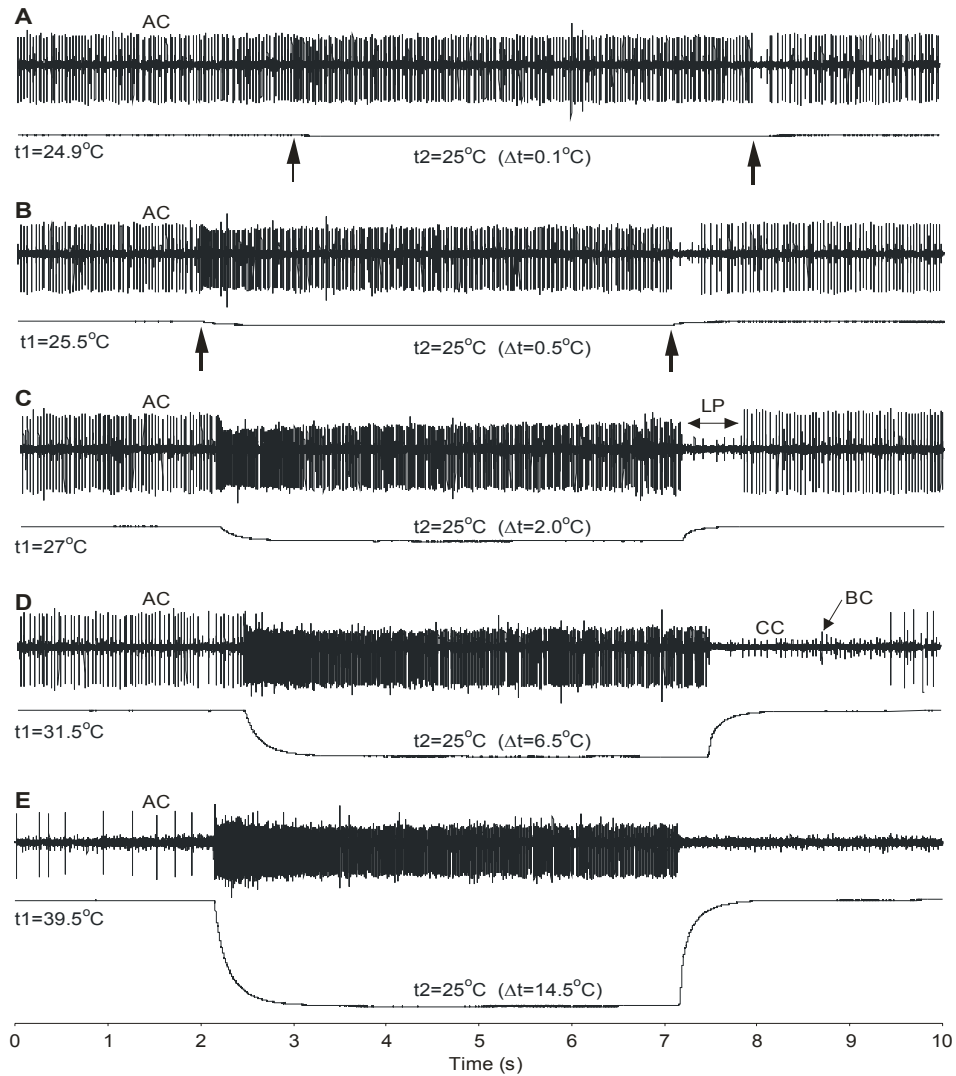 A
AC
t1=24.9°C
t2=25°C (Δt=0.1°C)
B
AC
t1=25.5°C
t2=25°C (Δt=0.5°C)
C
AC
LP
t1=27°C
t2=25°C (Δt=2.0°C)
D
AC
CC
BC
t1=31.5°C
t2=25°C (Δt=6.5°C)
E
AC
t1=39.5°C
t2=25°C (Δt=14.5°C)
0 1 2 3 4 5 6 7 8 9 10
Time (s)